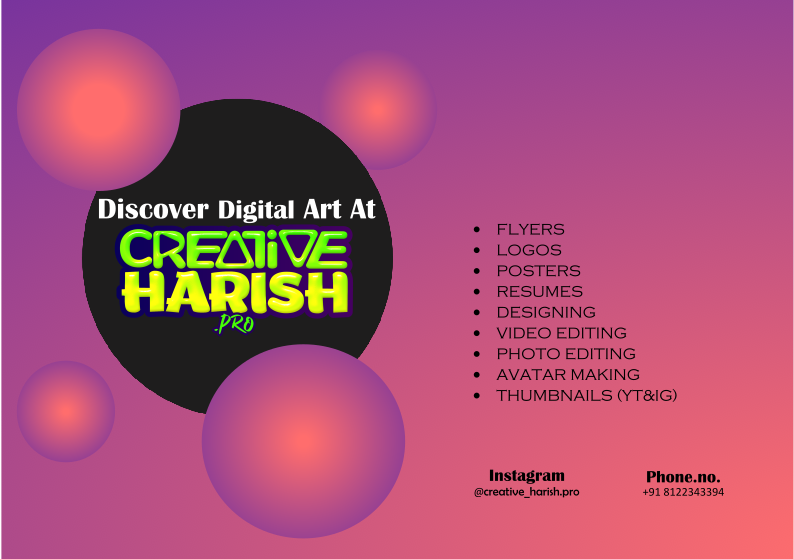 Discover Digital Art At
CREATIVE
HARISH
.PRO
• FLYERS
• LOGOS
• POSTERS
• RESUMES
• DESIGNING
• VIDEO EDITING
• PHOTO EDITING
• AVATAR MAKING
• THUMBNAILS (YT&IG)
Instagram
@creative_harish.pro
Phone.no.
+91 8122343394